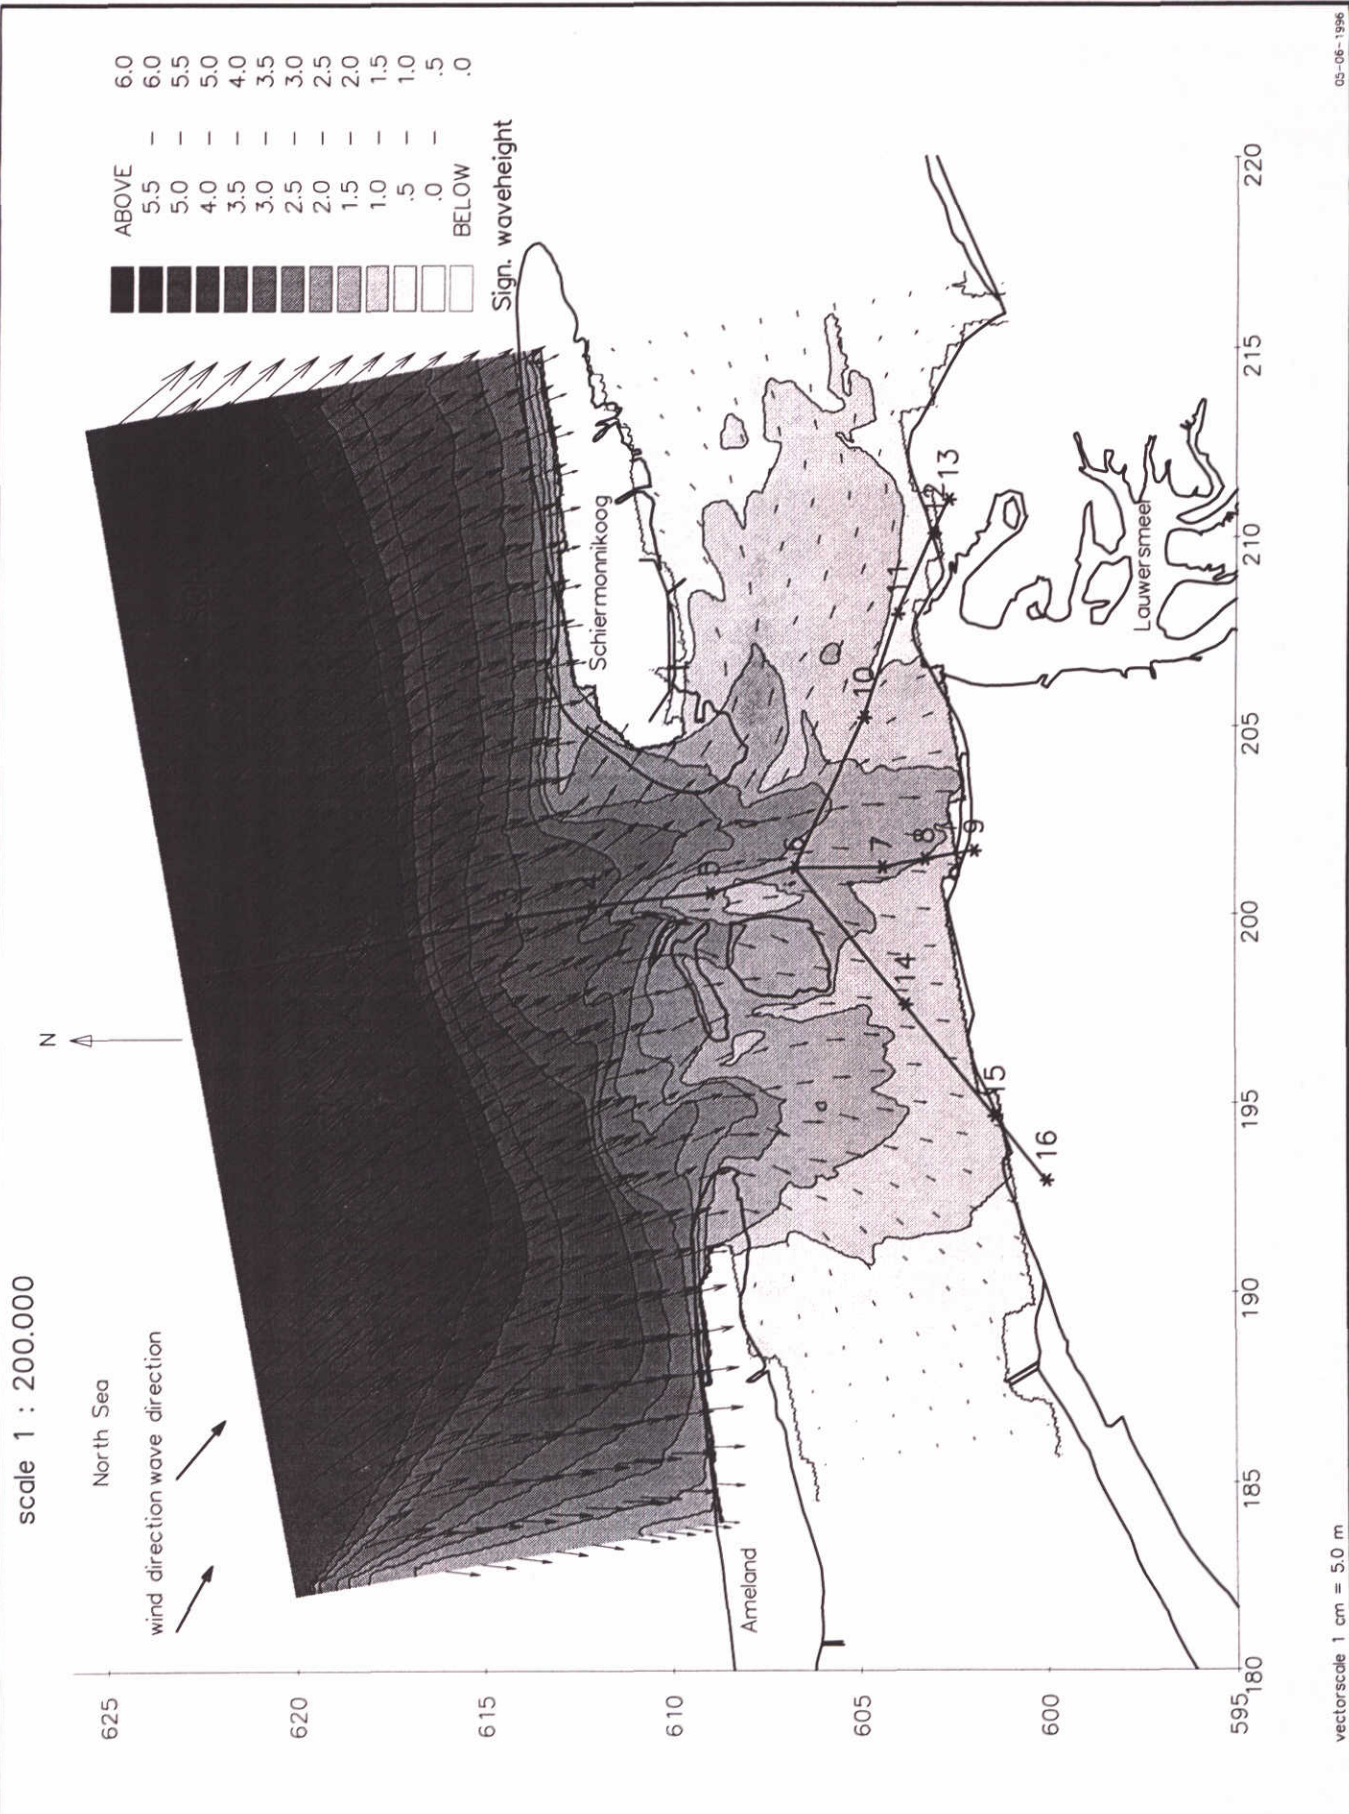 scale 1 : 200.000
North Sea
wind direction wave direction
N
ABOVE 6.0
5.5 - 6.0
5.0 - 5.5
4.0 - 5.0
3.5 - 4.0
3.0 - 3.5
2.5 - 3.0
2.0 - 2.5
1.5 - 2.0
1.0 - 1.5
.5 - 1.0
.0 - .5
BELOW .0
Sign. waveheight
625
620
615
610
605
600
595
Schiermonnikoog
Ameland
Lauwersmeer
3
2
5
6
7
8
9
10
11
12
13
14
15
16
180
185
190
195
200
205
210
215
220
vectorscale 1 cm = 5.0 m
05-06-1996